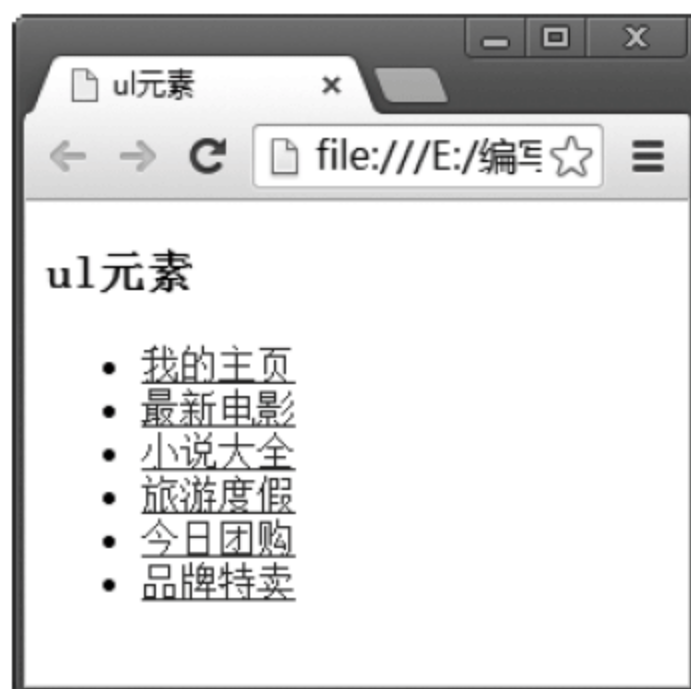 ul元素
file:///E:/编写
ul元素
我的主页
最新电影
小说大全
旅游度假
今日团购
品牌特卖